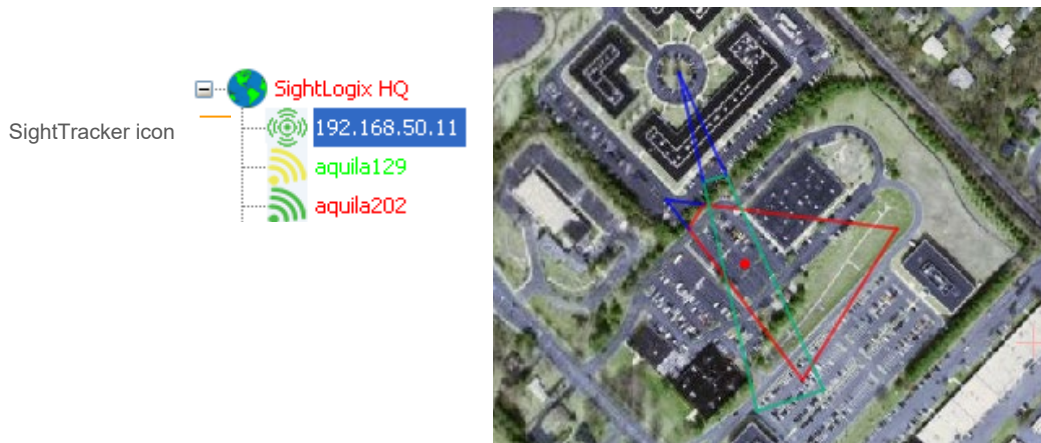 SightLogix HQ
SightTracker icon
192.168.50.11
aquila129
aquila202